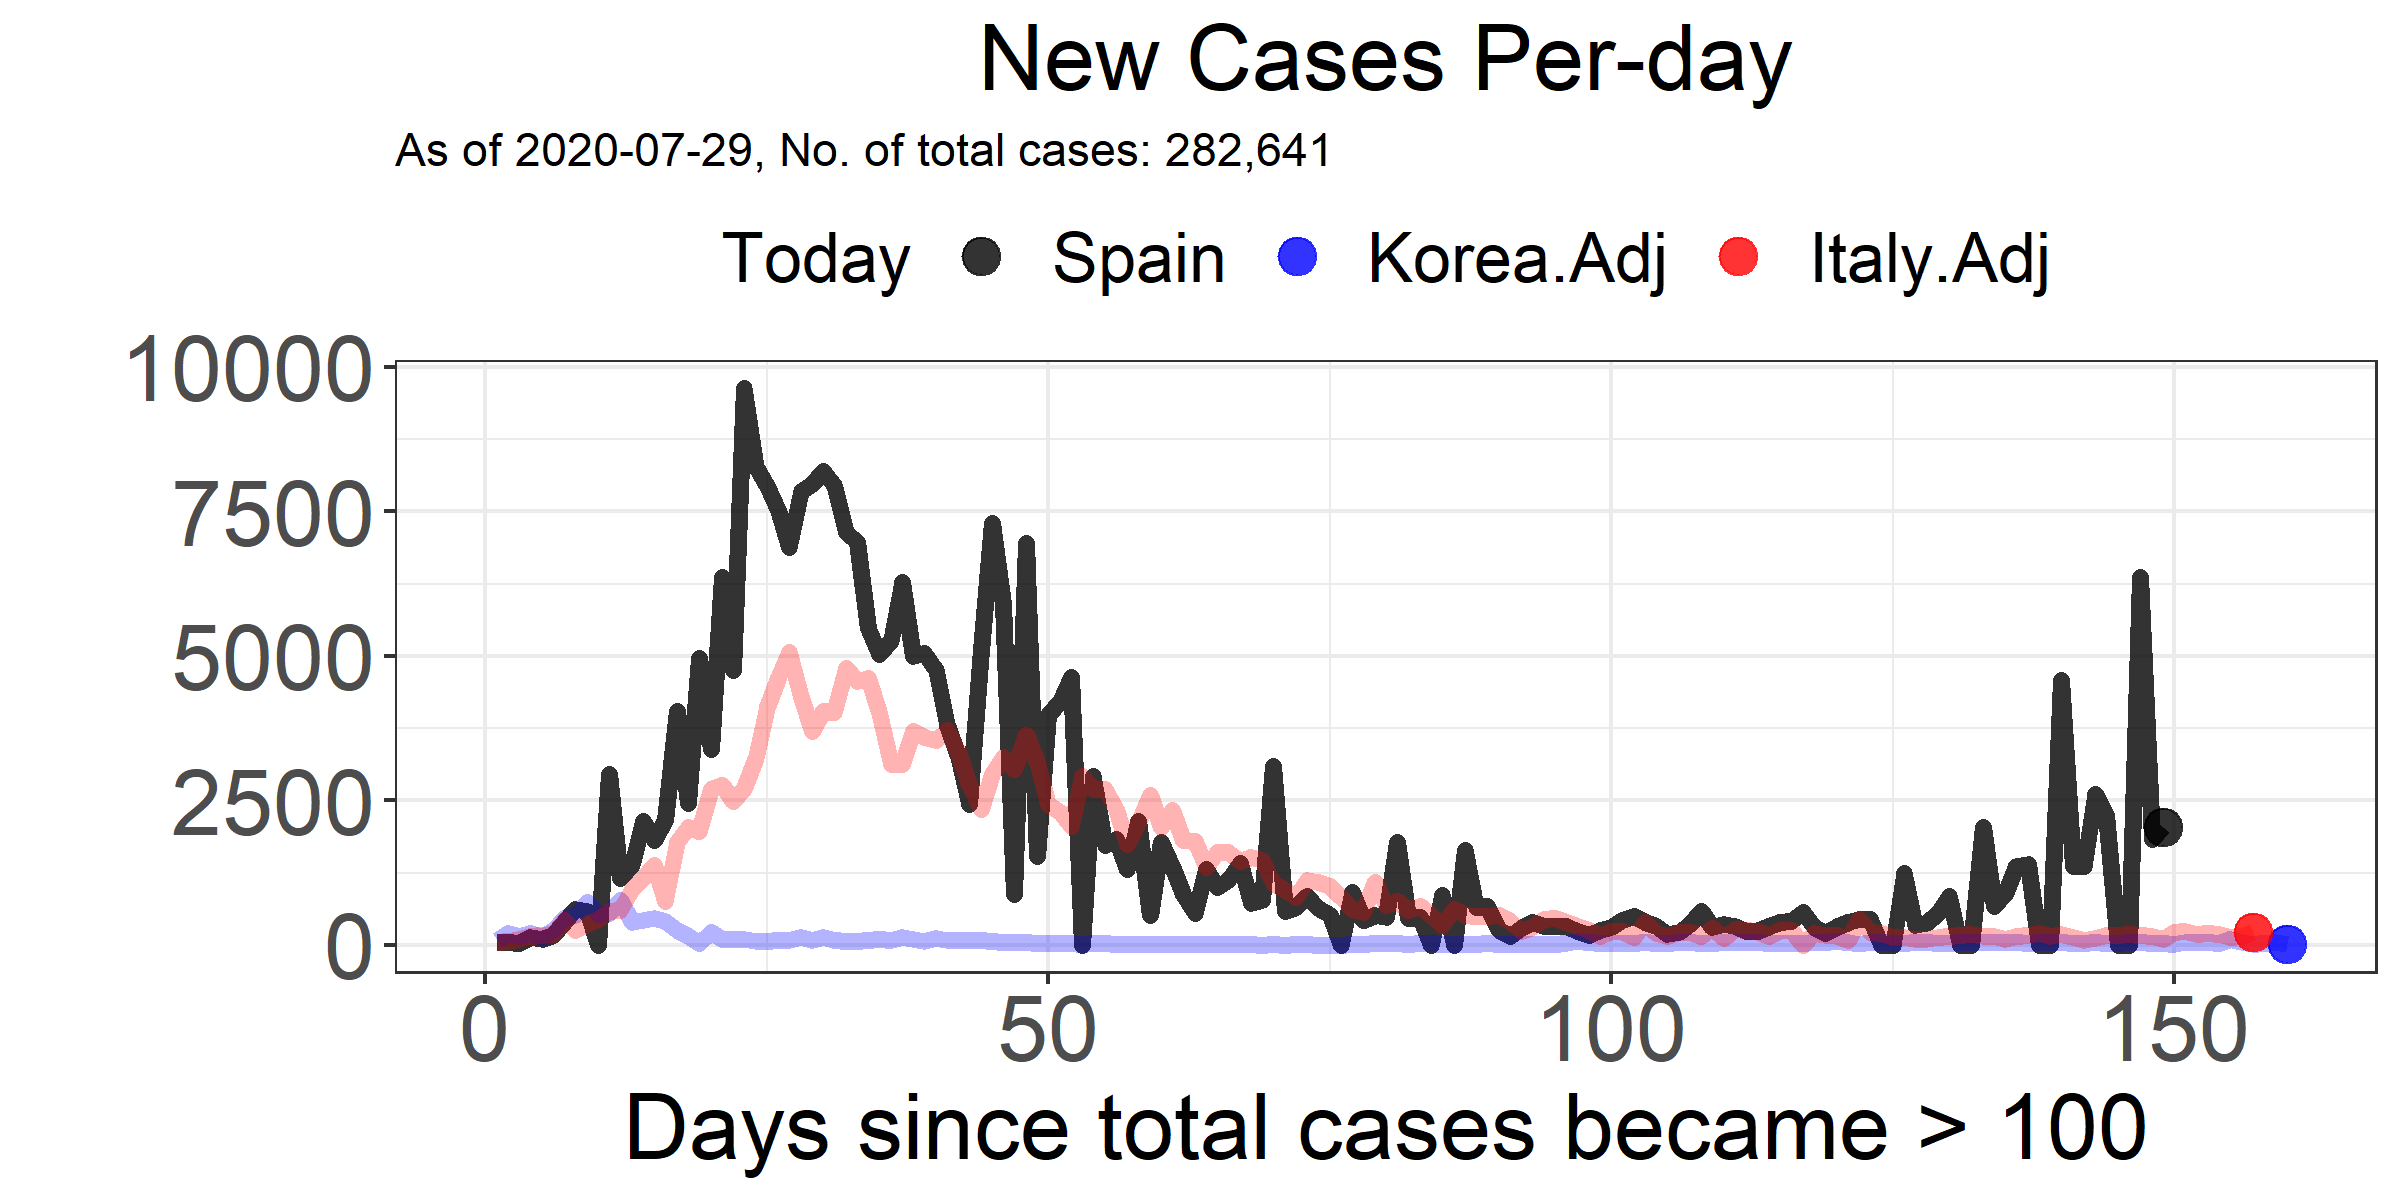 New Cases Per-day
As of 2020-07-29, No. of total cases: 282,641
Today Spain Korea.Adj Italy.Adj
10000
7500
5000
2500
0
0 50 100 150
Days since total cases became > 100